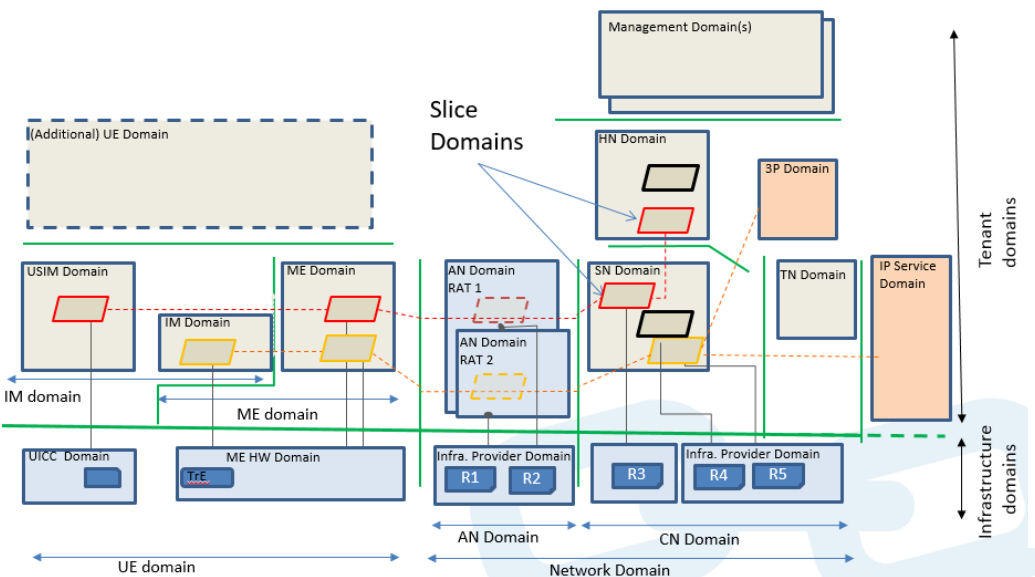 Management Domain(s)
Slice
Domains
(Additional) UE Domain
HN Domain
3P Domain
Tenant
domains
USIM Domain
ME Domain
AN Domain
RAT 1
SN Domain
TN Domain
IP Service
Domain
IM Domain
AN Domain
RAT 2
IM domain
ME domain
UICC Domain
ME HW Domain
Infra. Provider Domain
Infra. Provider Domain
TrE
R1
R2
R3
R4
R5
Infrastructure
domains
AN Domain
CN Domain
UE domain
Network Domain